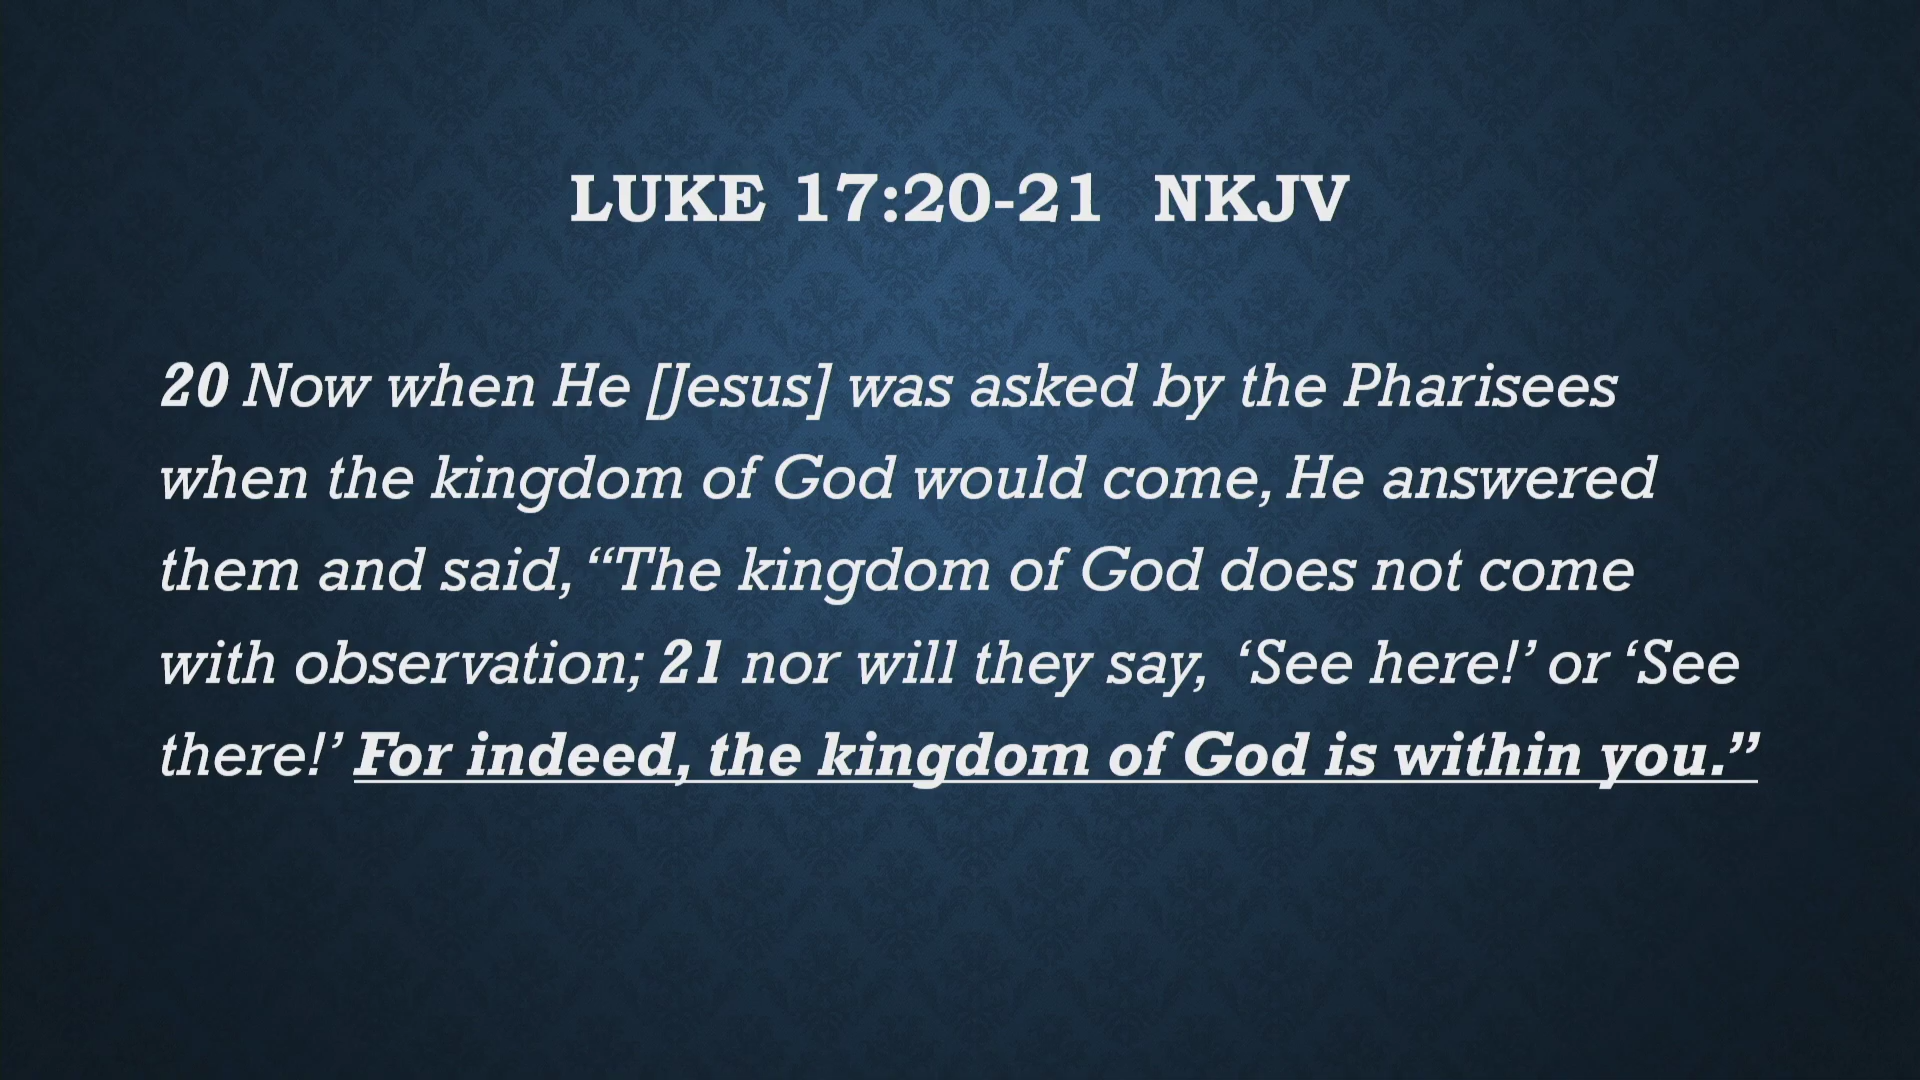 LUKE 17:20-21 NKJV
20 Now when He [Jesus] was asked by the Pharisees
when the kingdom of God would come, He answered
them and said, “The kingdom of God does not come
with observation; 21 nor will they say, ‘See here!’ or ‘See
there!’ For indeed, the kingdom of God is within you.”